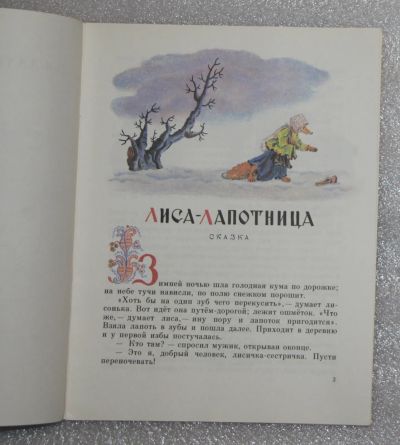 ЛИСА-ЛАПОТНИЦА
СКАЗКА
Зимней ночью шла голодная кума по дорожке;
на небе тучи нависли, по полю снежком порошит.
«Хоть бы на один зуб чего перекусить»,— думает ли-
сонька. Вот идёт она путём-дорогой; лежит ошмёток. «Что
же,— думает лиса,— ину пору и лапоток пригодится».
Взяла лапоть в зубы и пошла далее. Приходит в деревню
и у первой избы постучалась.
— Кто там? — спросил мужик, открывая оконце.
— Это я, добрый человек, лисичка-сестричка. Пусти
переночевать!
3